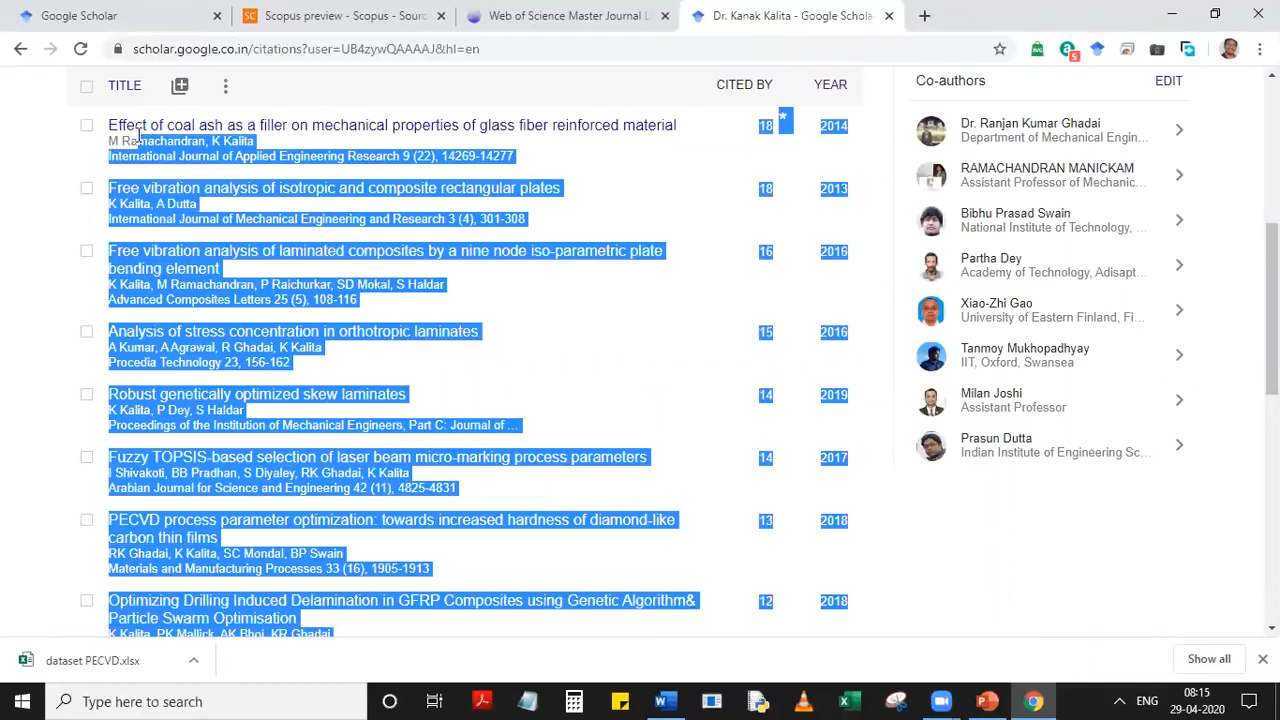 Google Scholar
SC Scopus preview - Scopus - Sour
Web of Science Master Journal L
Dr. Kanak Kalita - Google Schola
scholar.google.co.in/citations?user=UB4zywQAAAAJ&hl=en
TITLE CITED BY YEAR
Effect of coal ash as a filler on mechanical properties of glass fiber reinforced material 18 * 2014
M Ramachandran, K Kalita
International Journal of Applied Engineering Research 9 (22), 14269-14277
Free vibration analysis of isotropic and composite rectangular plates 18 2013
K Kalita, A Dutta
International Journal of Mechanical Engineering and Research 3 (4), 301-308
Free vibration analysis of laminated composites by a nine node iso-parametric plate 16 2016
bending element
K Kalita, M Ramachandran, P Raichurkar, SD Mokal, S Haldar
Advanced Composites Letters 25 (5), 108-116
Analysis of stress concentration in orthotropic laminates 15 2016
A Kumar, A Agrawal, R Ghadai, K Kalita
Procedia Technology 23, 156-162
Robust genetically optimized skew laminates 14 2019
K Kalita, P Dey, S Haldar
Proceedings of the Institution of Mechanical Engineers, Part C: Journal of ...
Fuzzy TOPSIS-based selection of laser beam micro-marking process parameters 14 2017
I Shivakoti, BB Pradhan, S Diyaley, RK Ghadai, K Kalita
Arabian Journal for Science and Engineering 42 (11), 4825-4831
PECVD process parameter optimization: towards increased hardness of diamond-like 13 2018
carbon thin films
RK Ghadai, K Kalita, SC Mondal, BP Swain
Materials and Manufacturing Processes 33 (16), 1905-1913
Optimizing Drilling Induced Delamination in GFRP Composites using Genetic Algorithm& 12 2018
Particle Swarm Optimisation
K Kalita, PK Mallick, AK Bhoi, KR Ghadai
Co-authors EDIT
Dr. Ranjan Kumar Ghadai
Department of Mechanical Engin...
RAMACHANDRAN MANICKAM
Assistant Professor of Mechanic...
Bibhu Prasad Swain
National Institute of Technology, ...
Partha Dey
Academy of Technology, Adisapt...
Xiao-Zhi Gao
University of Eastern Finland, Fi...
Tanmoy Mukhopadhyay
IIT, Oxford, Swansea
Milan Joshi
Assistant Professor
Prasun Dutta
Indian Institute of Engineering Sc...
dataset PECVD.xlsx
Show all
Type here to search
ENG
08:15
29-04-2020